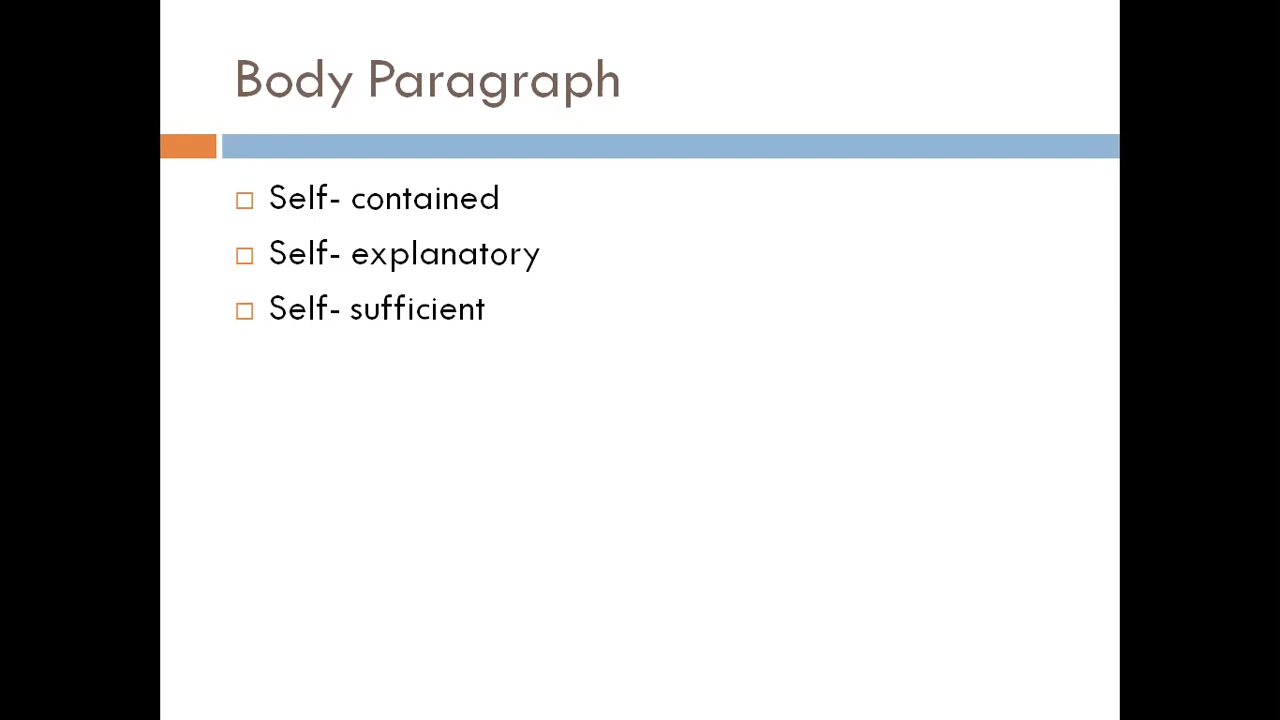 Body Paragraph
Self- contained
Self- explanatory
Self- sufficient